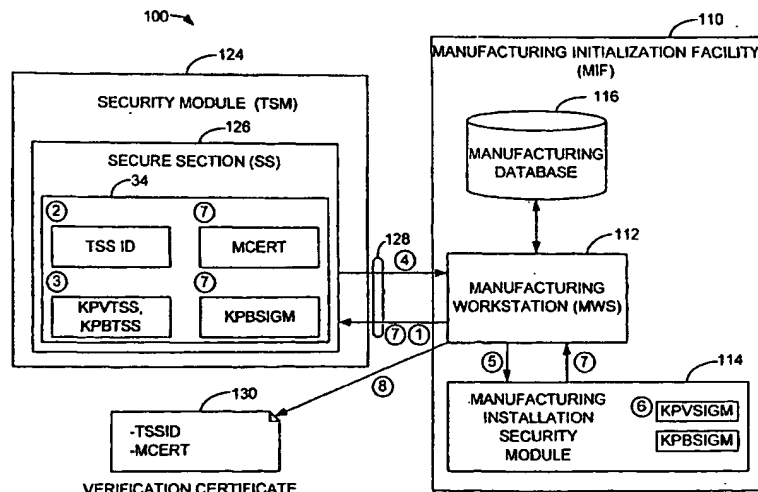 100
110
124
MANUFACTURING INITIALIZATION FACILITY
(MIF)
SECURITY MODULE (TSM)
116
126
SECURE SECTION (SS)
MANUFACTURING
DATABASE
34
②
⑦
TSS ID
MCERT
128
④
112
③
⑦
MANUFACTURING
WORKSTATION (MWS)
KPVTSS,
KPBTSS
KPBSIGM
⑦ ①
⑤
⑦
114
⑧
130
MANUFACTURING
INSTALLATION
SECURITY
MODULE
⑥
KPVSIGM
KPBSIGM
-TSSID
-MCERT
VERIFICATION CERTIFICATE